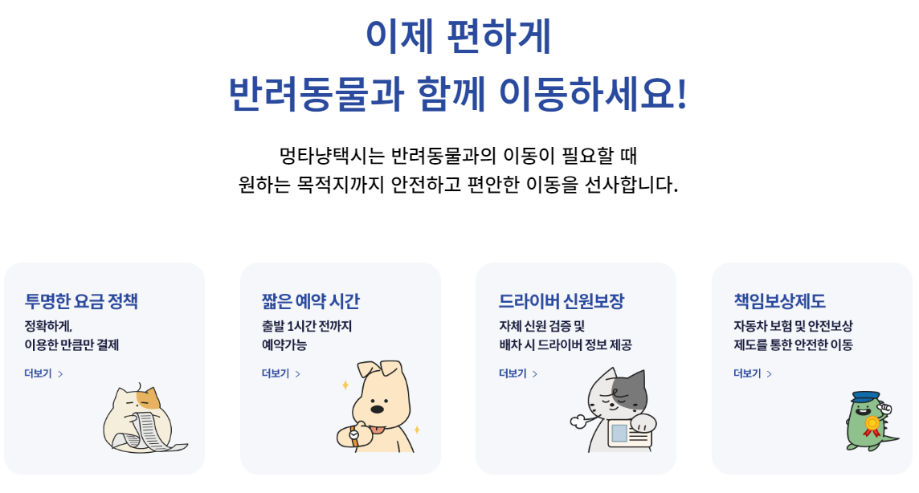 이제 편하게
반려동물과 함께 이동하세요!
멍타냥택시는 반려동물과의 이동이 필요할 때
원하는 목적지까지 안전하고 편안한 이동을 선사합니다.
투명한 요금 정책
정확하게,
이용한 만큼만 결제
더보기 >
짧은 예약 시간
출발 1시간 전까지
예약가능
더보기 >
드라이버 신원보장
자체 신원 검증 및
배차 시 드라이버 정보 제공
더보기 >
책임보상제도
자동차 보험 및 안전보상
제도를 통한 안전한 이동
더보기 >